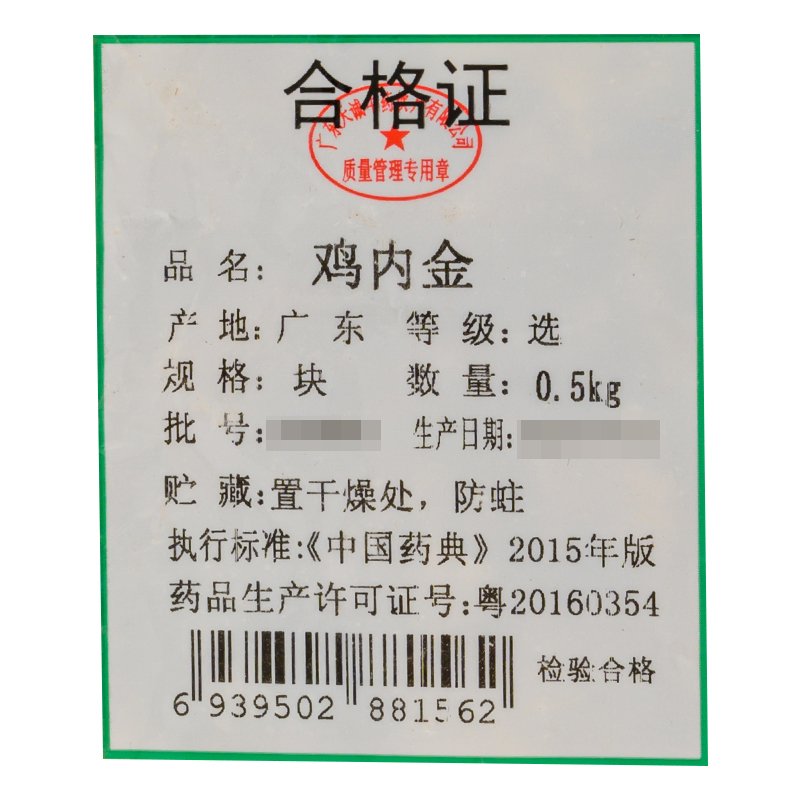 合格证
质量管理专用章
品 名: 鸡内金
产 地: 广 东 等 级: 选
规 格: 块 数 量: 0.5kg
批 号: 生产日期:
贮 藏: 置干燥处, 防蛀
执行标准:《中国药典》2015年版
药品生产许可证号:粤20160354
检验合格
6 939502 881562